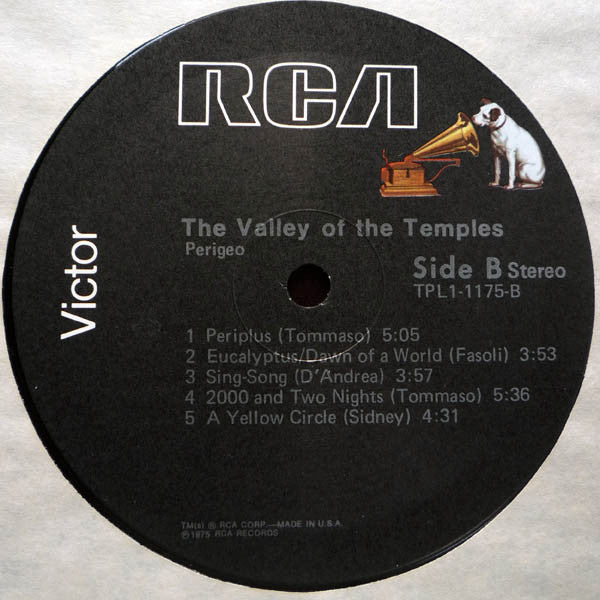 RCA
Victor
The Valley of the Temples
Perigeo
Side B Stereo
TPL1-1175-B
1 Periplus (Tommaso) 5:05
2 Eucalyptus/Dawn of a World (Fasoli) 3:53
3 Sing-Song (D'Andrea) 3:57
4 2000 and Two Nights (Tommaso) 5:36
5 A Yellow Circle (Sidney) 4:31
TM(s) ® RCA CORP.—MADE IN U.S.A.
℗1975 RCA RECORDS